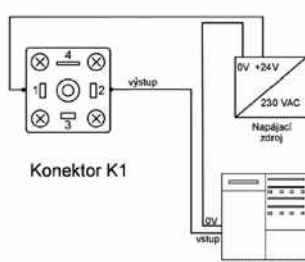 4
0V +24V
1
2
výstup
3
230 VAC
Napájací
zdroj
Konektor K1
0V
vstup